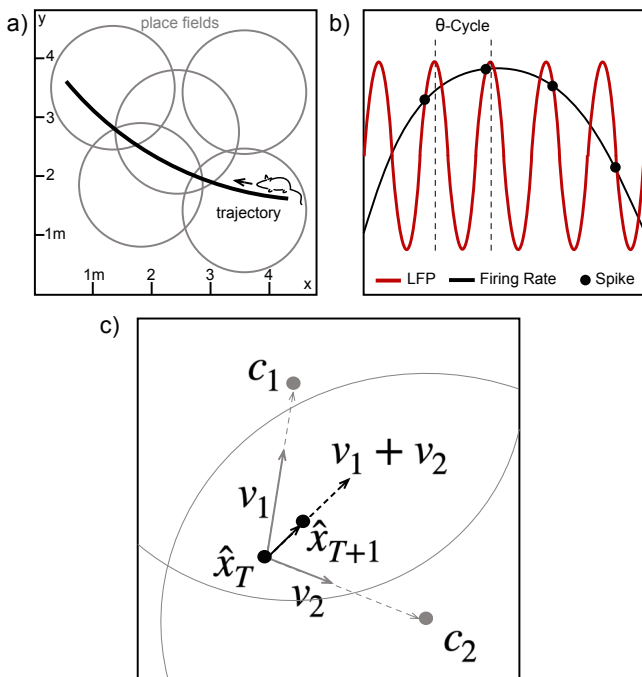 a)
y
place fields
4
3
2
1m
trajectory
1m
2
3
4
x
b)
θ-Cycle
LFP
Firing Rate
Spike
c)
c₁
v₁ + v₂
v₁
x̂_T
x̂_{T+1}
v₂
c₂